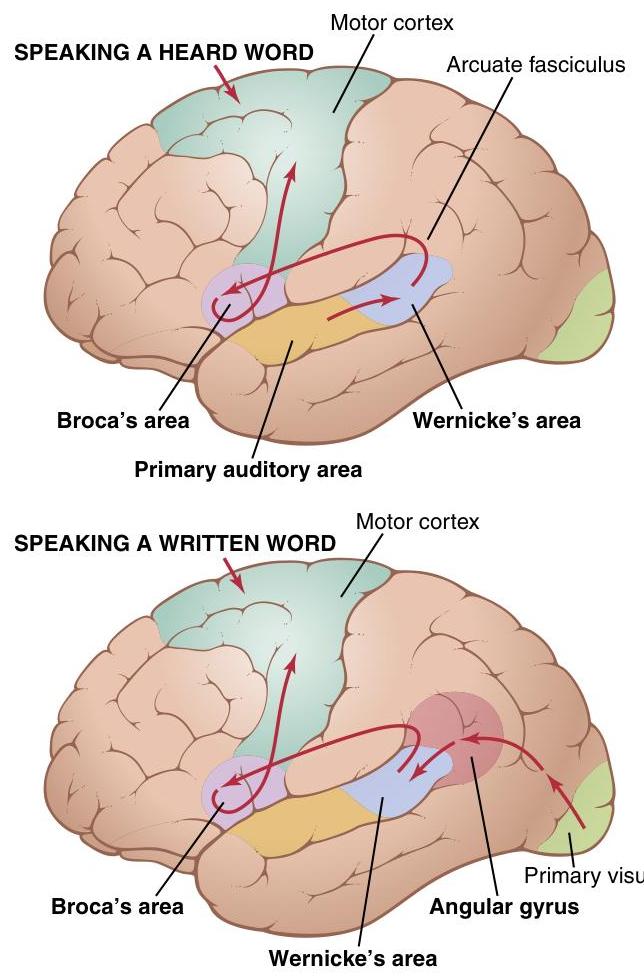 Motor cortex
SPEAKING A HEARD WORD
Arcuate fasciculus
Broca's area
Wernicke's area
Primary auditory area
Motor cortex
SPEAKING A WRITTEN WORD
Primary visu
Broca's area
Angular gyrus
Wernicke's area